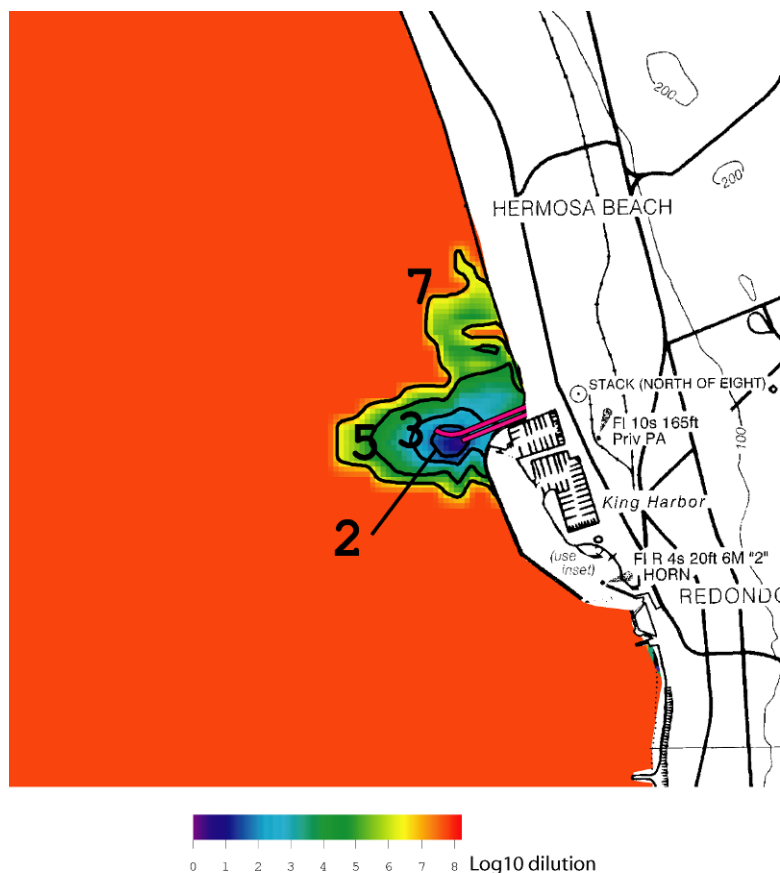 200
200
HERMOSA BEACH
7
STACK (NORTH OF EIGHT)
Fl 10s 165ft
Priv PA
100
5
3
King Harbor
2
(use
inset)
Fl R 4s 20ft 6M "2"
HORN
REDONDO
0 1 2 3 4 5 6 7 8 Log10 dilution